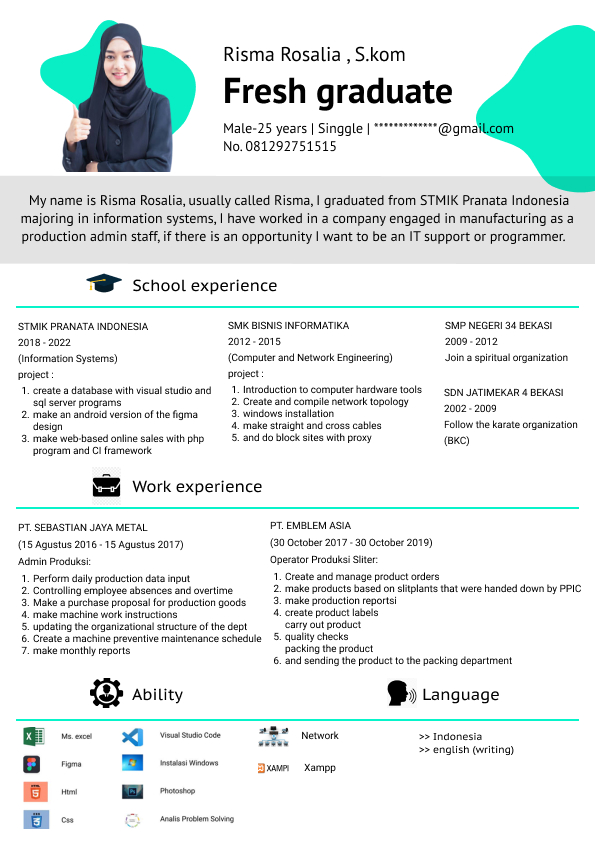 Risma Rosalia , S.kom
Fresh graduate
Male-25 years | Singgle | *************@gmail.com
No. 081292751515
My name is Risma Rosalia, usually called Risma, I graduated from STMIK Pranata Indonesia
majoring in information systems, I have worked in a company engaged in manufacturing as a
production admin staff, if there is an opportunity I want to be an IT support or programmer.
School experience
STMIK PRANATA INDONESIA
2018 - 2022
(Information Systems)
project :
1. create a database with visual studio and
sql server programs
2. make an android version of the figma
design
3. make web-based online sales with php
program and CI framework
SMK BISNIS INFORMATIKA
2012 - 2015
(Computer and Network Engineering)
project :
1. Introduction to computer hardware tools
2. Create and compile network topology
3. windows installation
4. make straight and cross cables
5. and do block sites with proxy
SMP NEGERI 34 BEKASI
2009 - 2012
Join a spiritual organization
SDN JATIMEKAR 4 BEKASI
2002 - 2009
Follow the karate organization
(BKC)
Work experience
PT. SEBASTIAN JAYA METAL
(15 Agustus 2016 - 15 Agustus 2017)
Admin Produksi:
1. Perform daily production data input
2. Controlling employee absences and overtime
3. Make a purchase proposal for production goods
4. make machine work instructions
5. updating the organizational structure of the dept
6. Create a machine preventive maintenance schedule
7. make monthly reports
PT. EMBLEM ASIA
(30 October 2017 - 30 October 2019)
Operator Produksi Sliter:
1. Create and manage product orders
2. make products based on slitplants that were handed down by PPIC
3. make production reportsi
4. create product labels
carry out product
5. quality checks
packing the product
6. and sending the product to the packing department
Ability
Ms. excel
Figma
Html
Css
Visual Studio Code
Instalasi Windows
Photoshop
Analis Problem Solving
Network
XAMPP
Xampp
Language
>> Indonesia
>> english (writing)